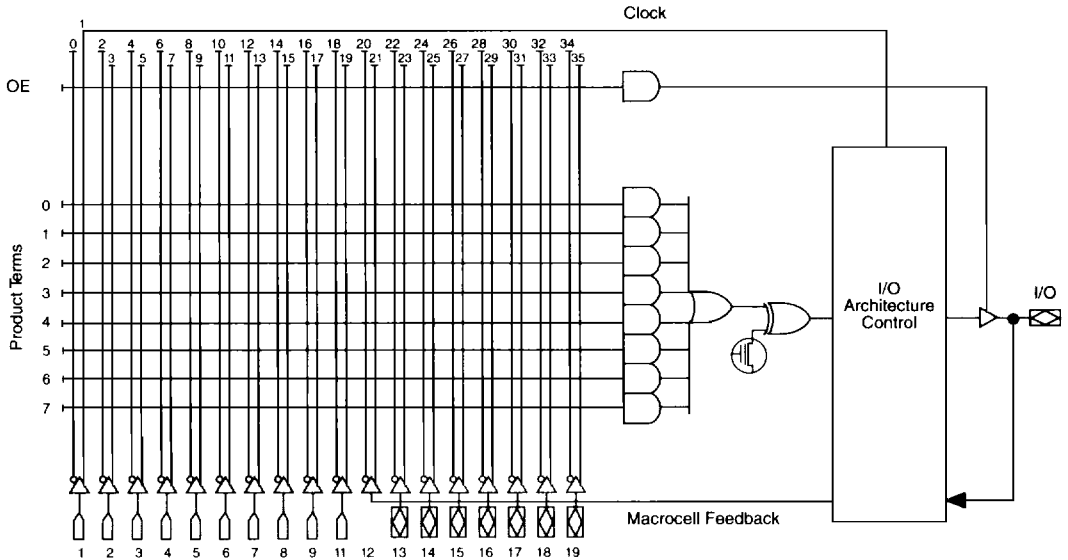 Clock
1
0 2 4 6 8 10 12 14 16 18 20 22 24 26 28 30 32 34
3 5 7 9 11 13 15 17 19 21 23 25 27 29 31 33 35
OE
Product Terms
0
1
2
3
4
5
6
7
I/O
Architecture
Control
I/O
Macrocell Feedback
1 2 3 4 5 6 7 8 9 11 12 13 14 15 16 17 18 19